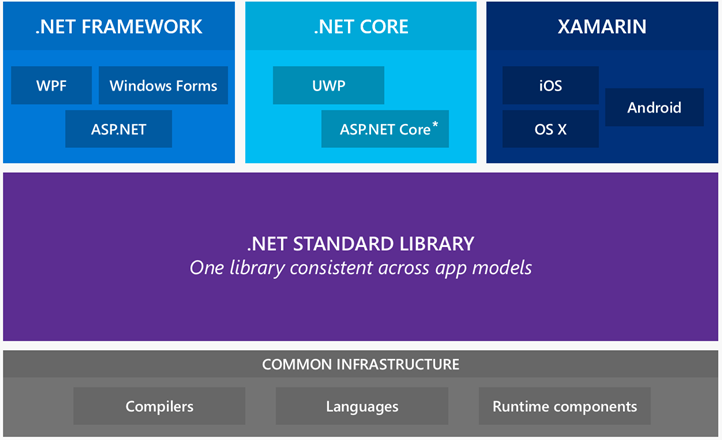 .NET FRAMEWORK
WPF
Windows Forms
ASP.NET
.NET CORE
UWP
ASP.NET Core*
XAMARIN
iOS
Android
OS X
.NET STANDARD LIBRARY
One library consistent across app models
COMMON INFRASTRUCTURE
Compilers
Languages
Runtime components